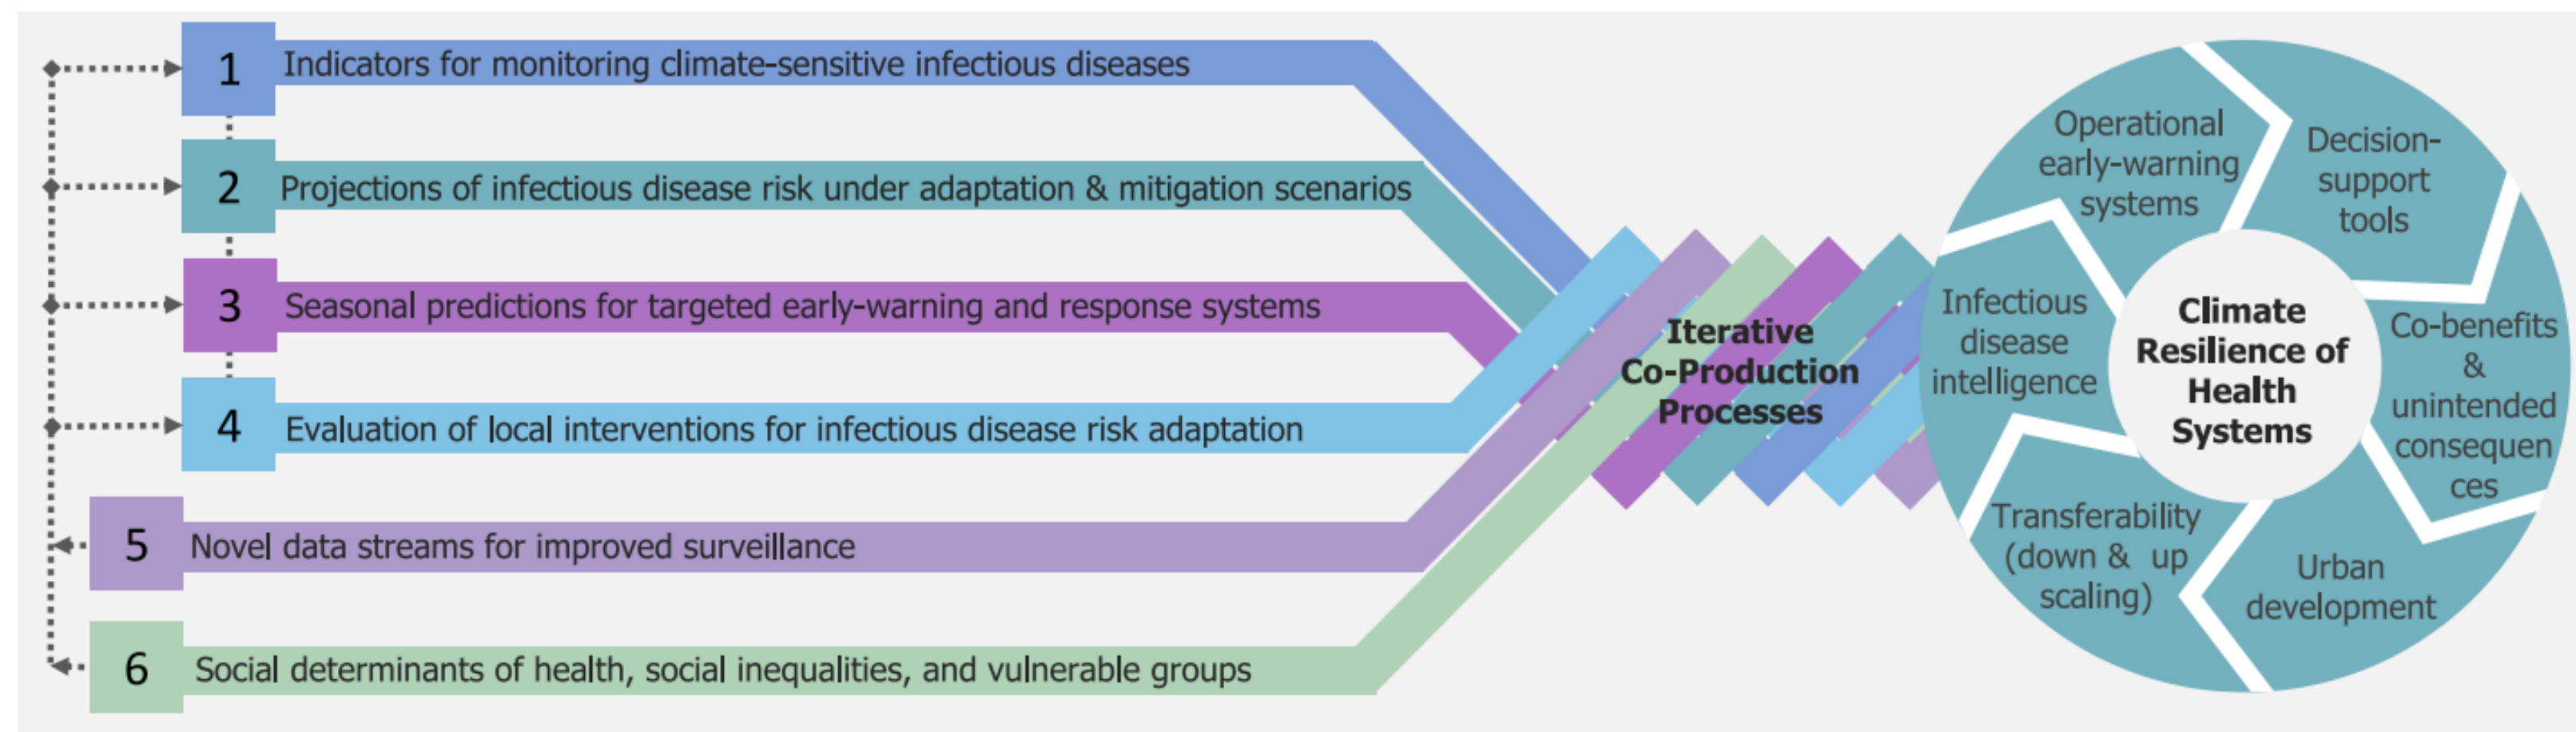 1
Indicators for monitoring climate-sensitive infectious diseases
2
Projections of infectious disease risk under adaptation & mitigation scenarios
3
Seasonal predictions for targeted early-warning and response systems
4
Evaluation of local interventions for infectious disease risk adaptation
5
Novel data streams for improved surveillance
6
Social determinants of health, social inequalities, and vulnerable groups
Iterative
Co-Production
Processes
Operational
early-warning
systems
Decision-
support
tools
Co-benefits
&
unintended
consequen
ces
Urban
development
Transferability
(down & up
scaling)
Infectious
disease
intelligence
Climate
Resilience of
Health
Systems